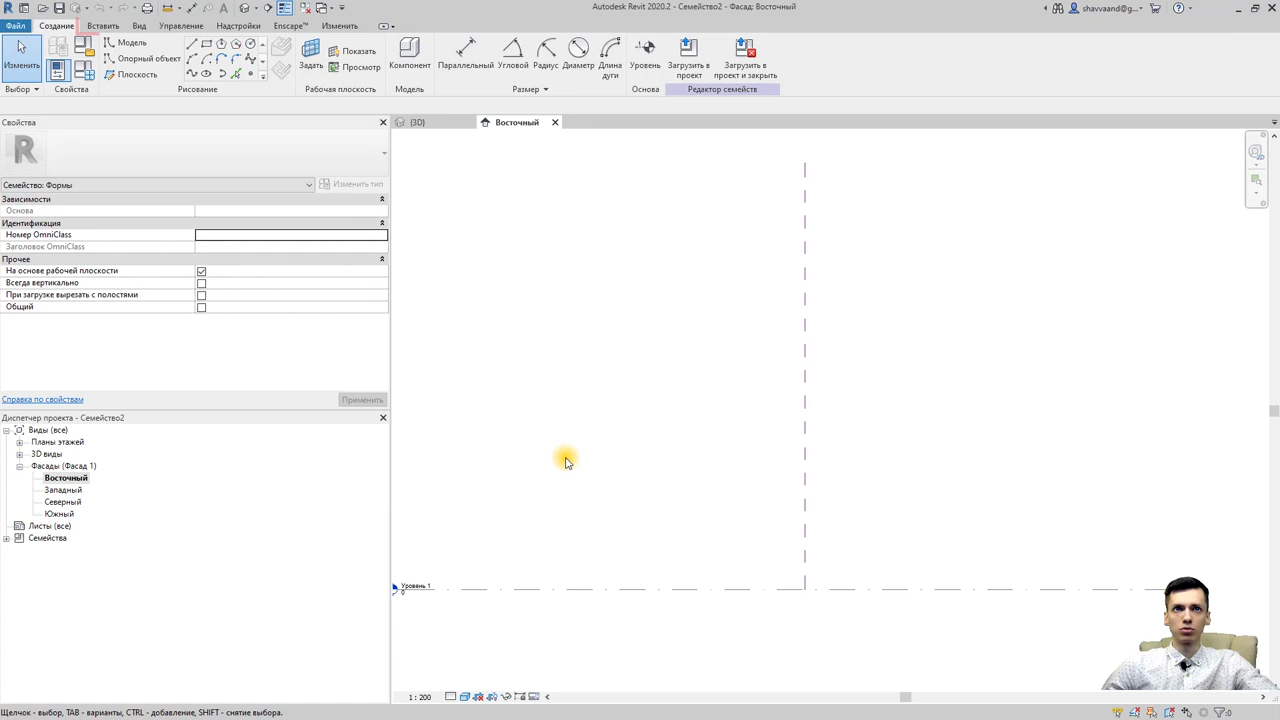 Autodesk Revit 2020.2 - Семейство2 - Фасад: Восточный
shavvaand@g...
Файл Создание Вставить Вид Управление Надстройки Enscape™ Изменить
Изменить
Модель
Опорный объект
Плоскость
Задать
Показать
Просмотр
Компонент
Параллельный Угловой Радиус Диаметр Длина дуги
Уровень
Загрузить в проект
Загрузить в проект и закрыть
Выбор Свойства Рисование Рабочая плоскость Модель Размер Основа Редактор семейств
Свойства
{3D} Восточный
Семейство: Формы Изменить тип
Зависимости
Основа
Идентификация
Номер OmniClass
Заголовок OmniClass
Прочее
На основе рабочей плоскости
Всегда вертикально
При загрузке вырезать с полостями
Общий
Справка по свойствам Применить
Диспетчер проекта - Семейство2
Виды (все)
Планы этажей
3D виды
Фасады (Фасад 1)
Восточный
Западный
Северный
Южный
Листы (все)
Семейства
Уровень 1
0
1 : 200
Щелчок - выбор, TAB - варианты, CTRL - добавление, SHIFT - снятие выбора.
:0